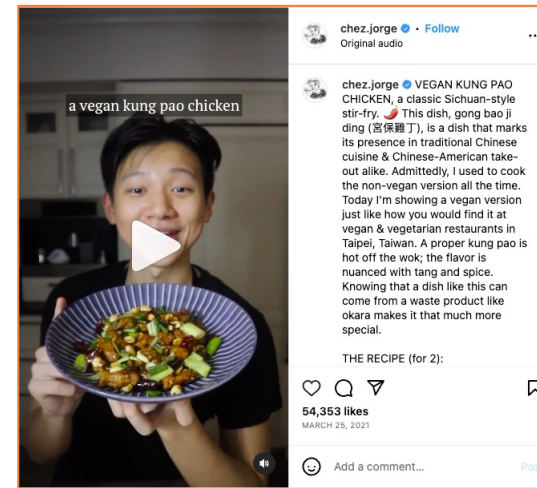 a vegan kung pao chicken
chez.jorge • Follow
Original audio
chez.jorge VEGAN KUNG PAO
CHICKEN, a classic Sichuan-style
stir-fry. 🌶️ This dish, gong bao ji
ding (宮保雞丁), is a dish that marks
its presence in traditional Chinese
cuisine & Chinese-American take-
out alike. Admittedly, I used to cook
the non-vegan version all the time.
Today I’m showing a vegan version
just like how you would find it at
vegan & vegetarian restaurants in
Taipei, Taiwan. A proper kung pao is
hot off the wok; the flavor is
nuanced with tang and spice.
Knowing that a dish like this can
come from a waste product like
okara makes it that much more
special.
THE RECIPE (for 2):
54,353 likes
MARCH 25, 2021
Add a comment...
Pos